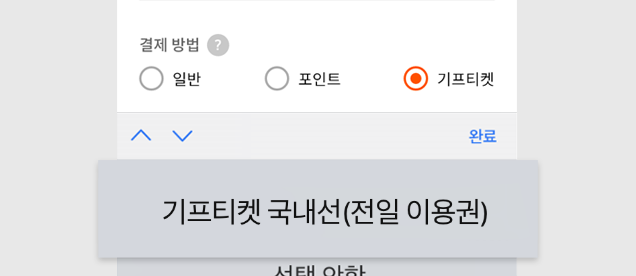 결제 방법 ?
일반 포인트 기프티켓
완료
기프티켓 국내선(전일 이용권)
선택 안함